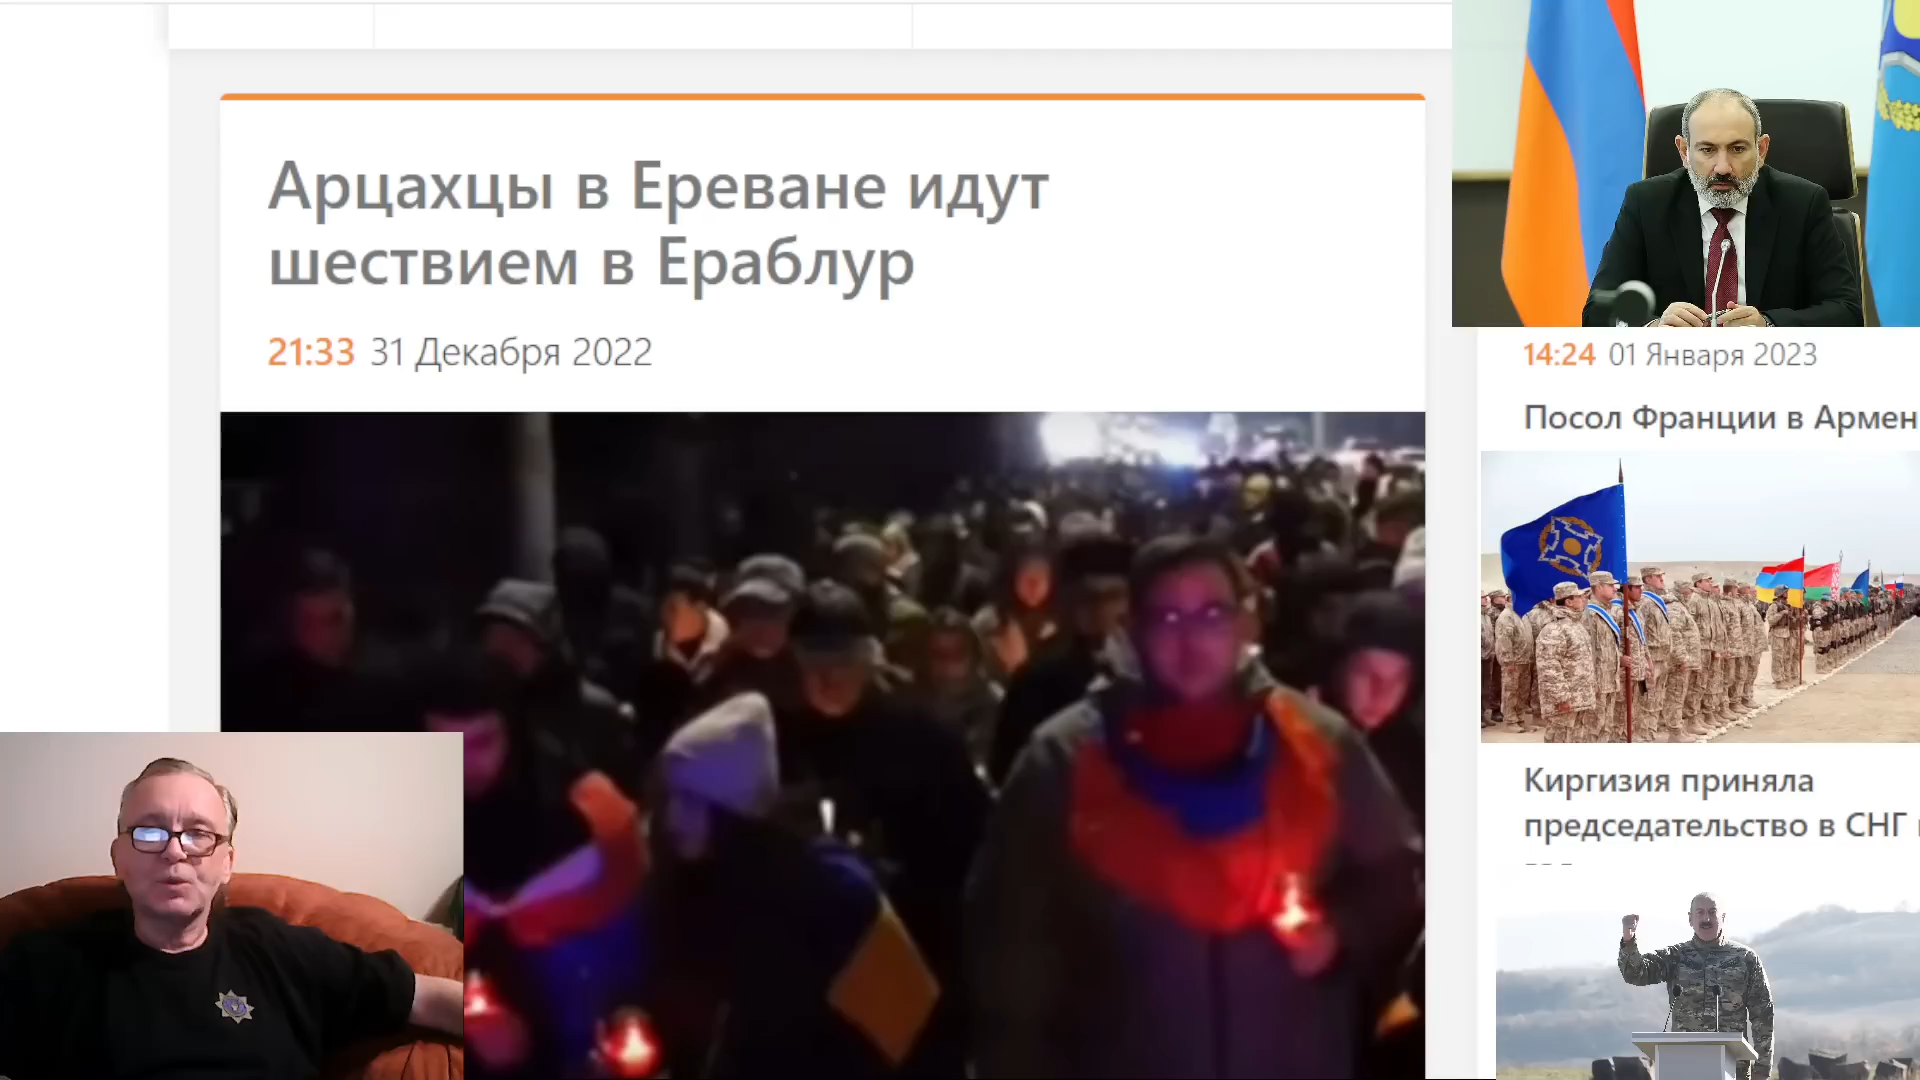 Арцахцы в Ереване идут
шествием в Ераблур
21:33 31 Декабря 2022
14:24 01 Января 2023
Посол Франции в Армен
Киргизия приняла
председательство в СНГ